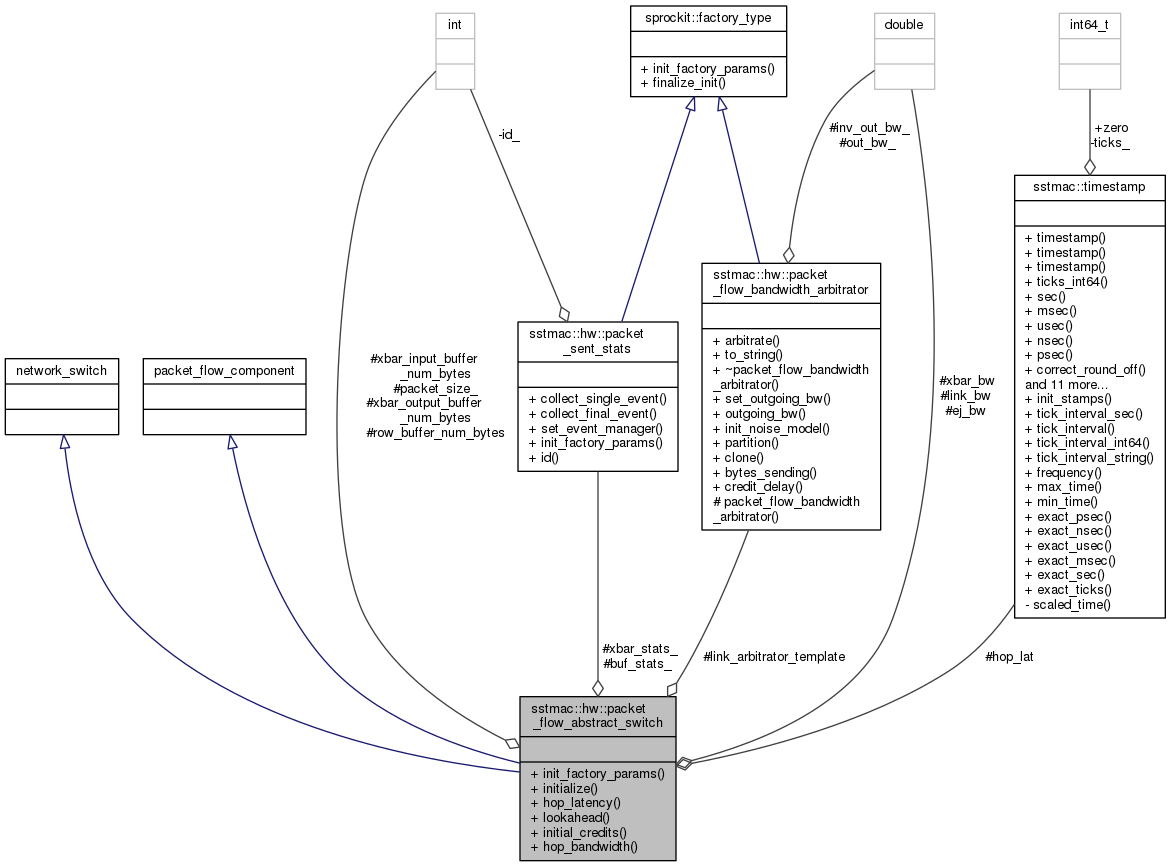 int
sprockit::factory_type
+ init_factory_params()
+ finalize_init()
double
int64_t
-id_
#inv_out_bw_
#out_bw_
+zero
-ticks_
sstmac::timestamp
+ timestamp()
+ timestamp()
+ timestamp()
+ ticks_int64()
+ sec()
+ msec()
+ usec()
+ nsec()
+ psec()
+ correct_round_off()
and 11 more...
+ init_stamps()
+ tick_interval_sec()
+ tick_interval()
+ tick_interval_int64()
+ tick_interval_string()
+ frequency()
+ max_time()
+ min_time()
+ exact_psec()
+ exact_nsec()
+ exact_usec()
+ exact_msec()
+ exact_sec()
+ exact_ticks()
- scaled_time()
sstmac::hw::packet
_flow_bandwidth_arbitrator
+ arbitrate()
+ to_string()
+ ~packet_flow_bandwidth
_arbitrator()
+ set_outgoing_bw()
+ outgoing_bw()
+ init_noise_model()
+ partition()
+ clone()
+ bytes_sending()
+ credit_delay()
# packet_flow_bandwidth
_arbitrator()
sstmac::hw::packet
_sent_stats
+ collect_single_event()
+ collect_final_event()
+ set_event_manager()
+ init_factory_params()
+ id()
network_switch
packet_flow_component
#xbar_input_buffer
_num_bytes
#packet_size_
#xbar_output_buffer
_num_bytes
#row_buffer_num_bytes
#xbar_bw
#link_bw
#ej_bw
#xbar_stats_
#buf_stats_
#link_arbitrator_template
#hop_lat
sstmac::hw::packet
_flow_abstract_switch
+ init_factory_params()
+ initialize()
+ hop_latency()
+ lookahead()
+ initial_credits()
+ hop_bandwidth()